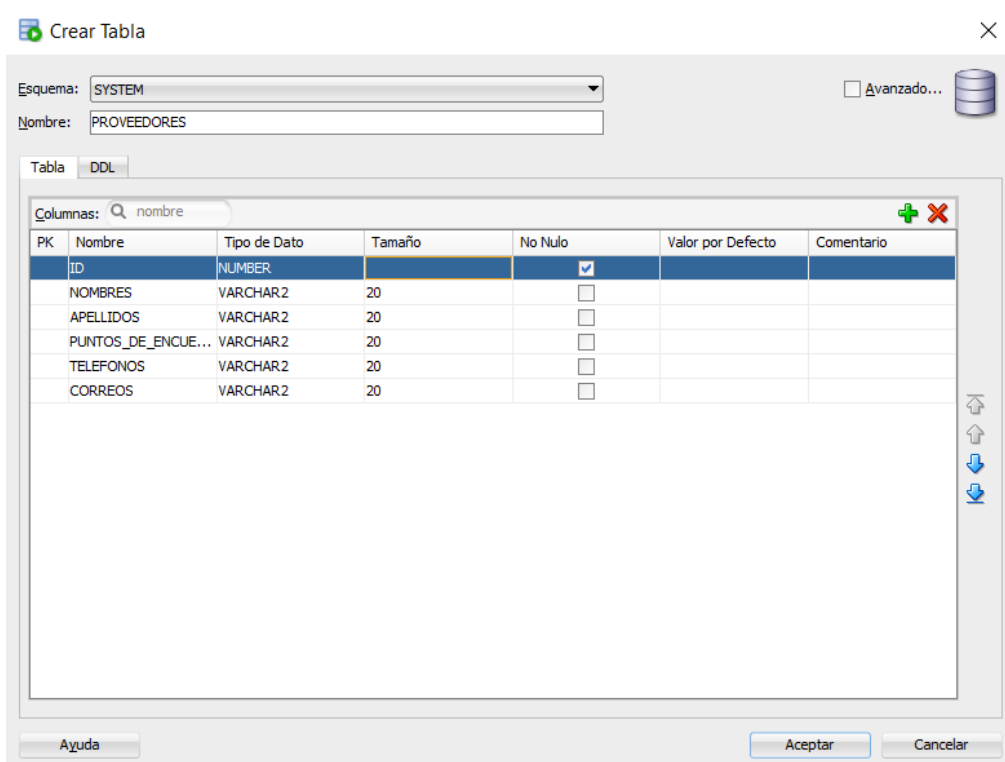 Crear Tabla
Esquema: SYSTEM Avanzado...
Nombre: PROVEEDORES
Tabla DDL
Columnas: nombre
PK Nombre Tipo de Dato Tamaño No Nulo Valor por Defecto Comentario
ID NUMBER
NOMBRES VARCHAR2 20
APELLIDOS VARCHAR2 20
PUNTOS_DE_ENCUE... VARCHAR2 20
TELEFONOS VARCHAR2 20
CORREOS VARCHAR2 20
Ayuda Aceptar Cancelar